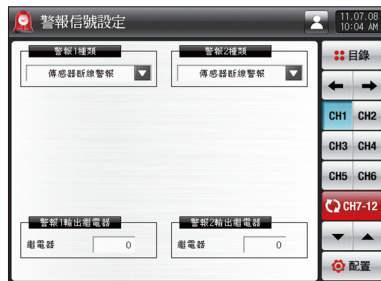 警報信號設定
11.07.08
10:04 AM
警報1種類
傳感器斷線警報
警報2種類
傳感器斷線警報
警報1輸出繼電器
繼電器 0
警報2輸出繼電器
繼電器 0
目錄
CH1 CH2
CH3 CH4
CH5 CH6
CH7-12
配置